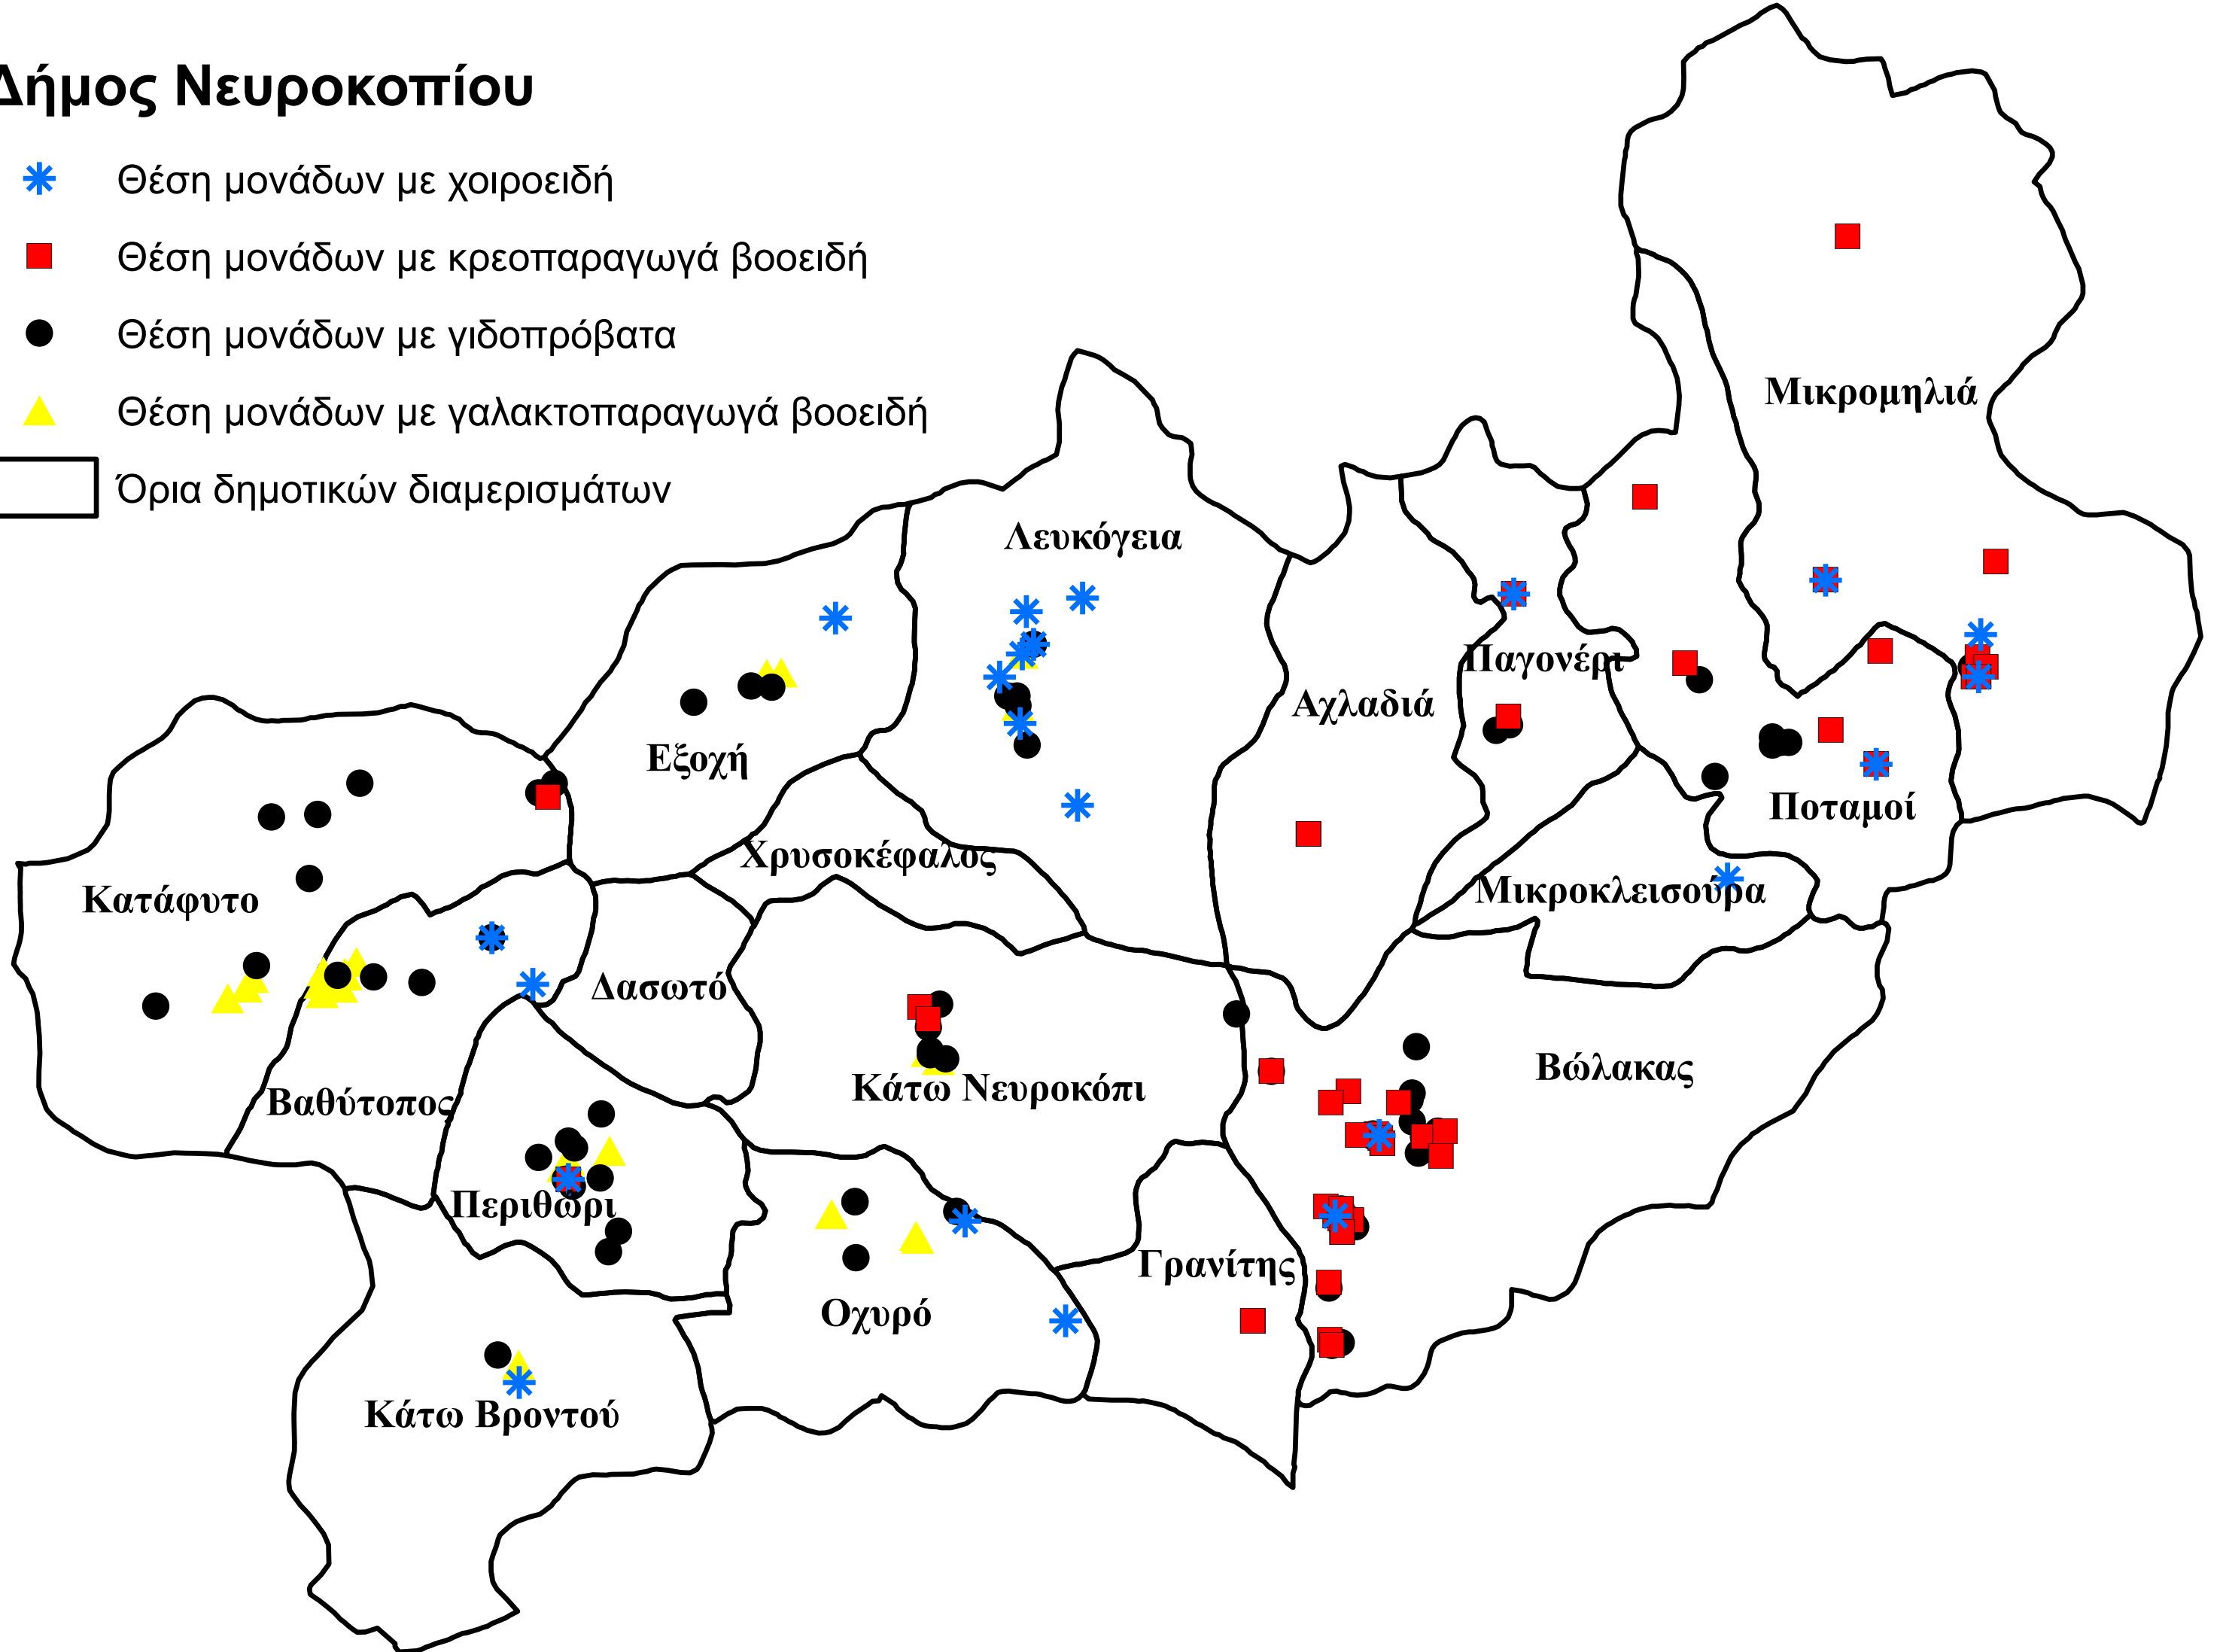 Δήμος Νευροκοπίου
Θέση μονάδων με χοιροειδή
Θέση μονάδων με κρεοπαραγωγά βοοειδή
Θέση μονάδων με γιδοπρόβατα
Θέση μονάδων με γαλακτοπαραγωγά βοοειδή
Όρια δημοτικών διαμερισμάτων
Μικρομηλιά
Λευκόγεια
Παγονέρι
Αχλαδιά
Εξοχή
Ποταμοί
Χρυσοκέφαλος
Μικροκλεισούρα
Κατάφυτο
Δασωτό
Βώλακας
Κάτω Νευροκόπι
Βαθύτοπος
Περιθώρι
Γρανίτης
Οχυρό
Κάτω Βροντού